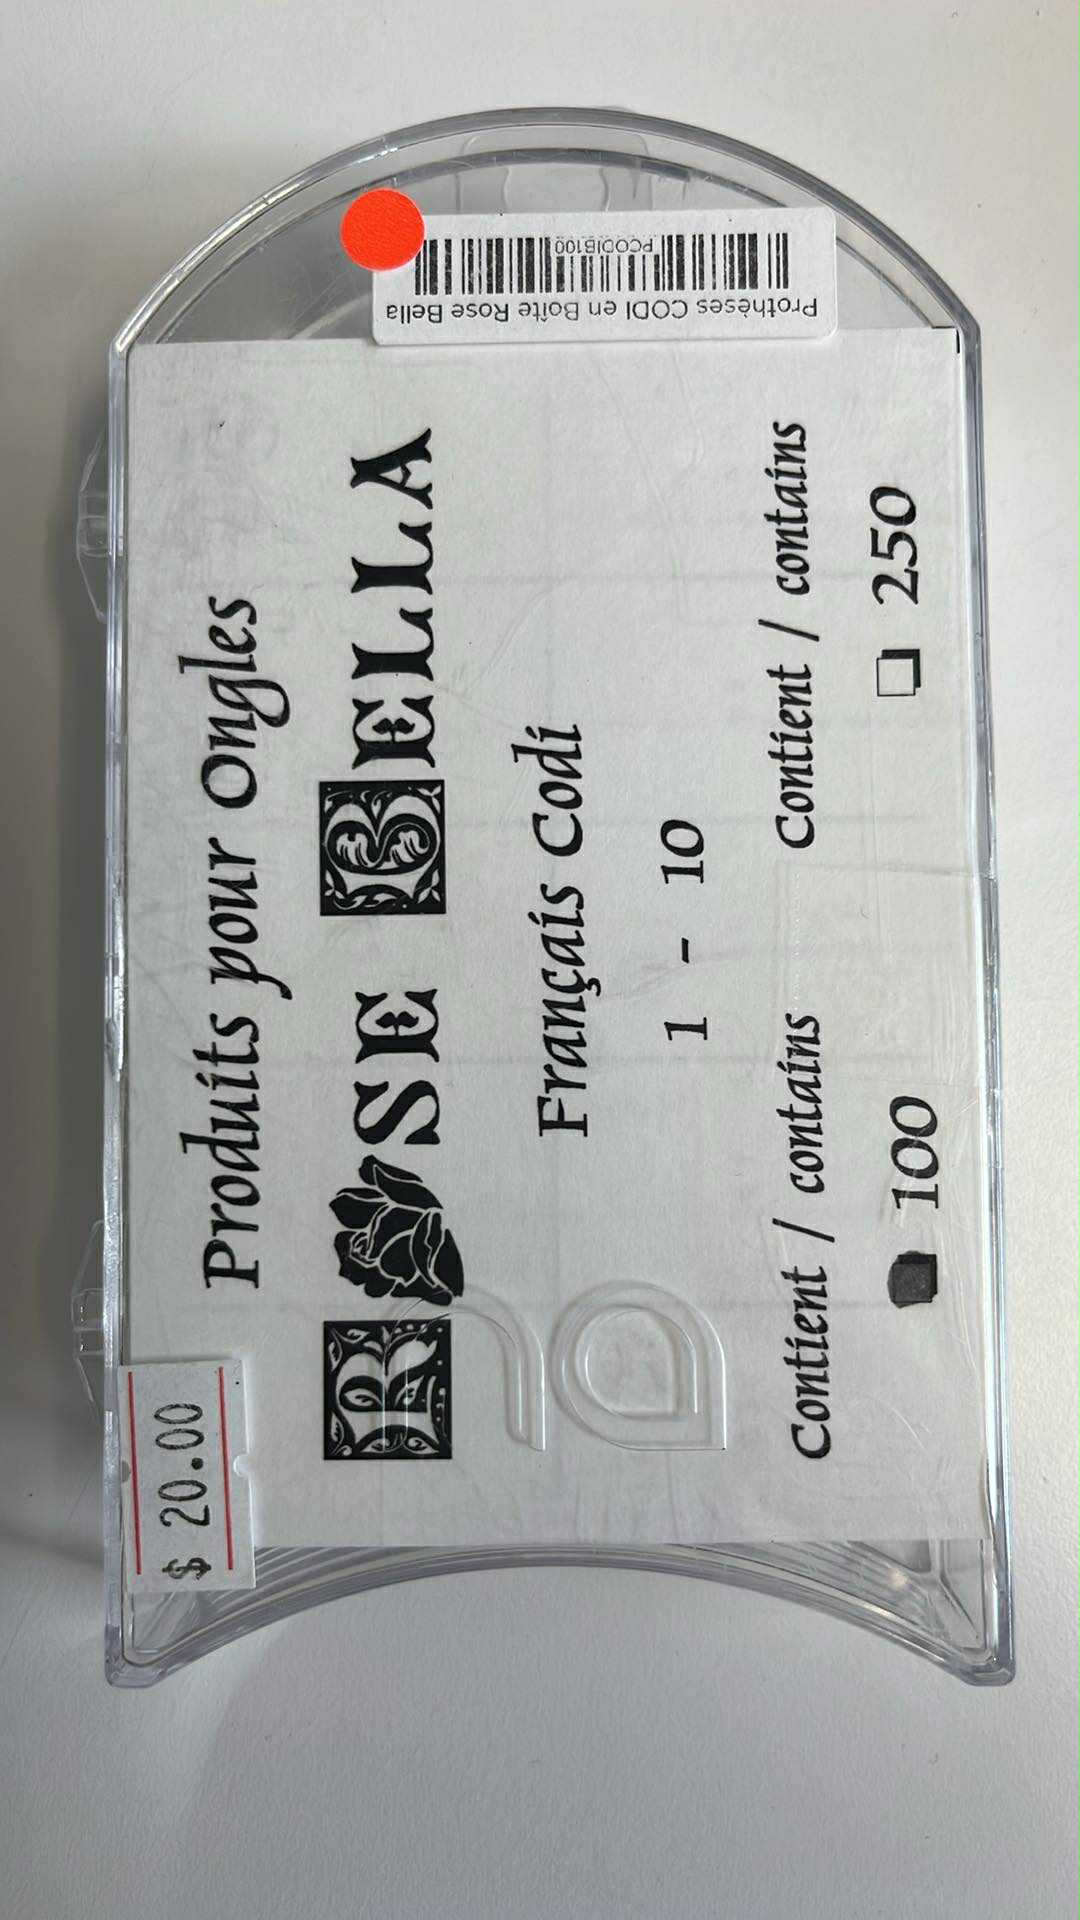 $ 20.00
Produits pour Ongles
ROSE BELLA
Français Codi
1 - 10
Contient / contains Contient / contains
100 250
PCODIB100
Prothèses CODI en Boîte Rose Bella